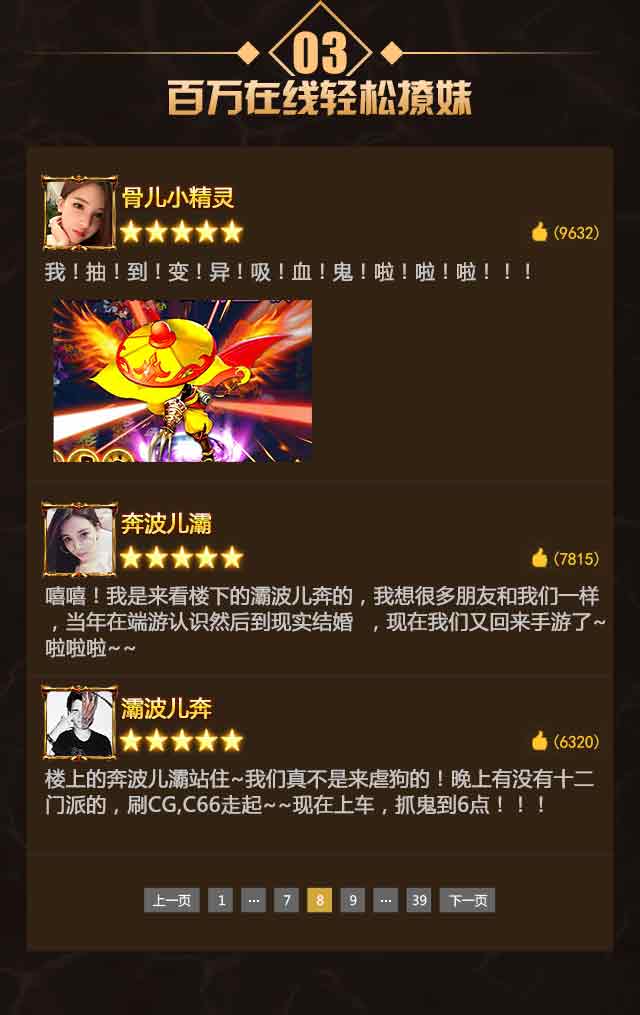 03
百万在线轻松撩妹
骨儿小精灵
(9632)
我！抽！到！变！异！吸！血！鬼！啦！啦！啦！！！
奔波儿灞
(7815)
嘻嘻！我是来看楼下的灞波儿奔的，我想很多朋友和我们一样
，当年在端游认识然后到现实结婚 ，现在我们又回来手游了~
啦啦啦~~
灞波儿奔
(6320)
楼上的奔波儿灞站住~我们真不是来虐狗的！晚上有没有十二
门派的，刷CG,C66走起~~现在上车，抓鬼到6点！！！
上一页 1 ... 7 8 9 ... 39 下一页